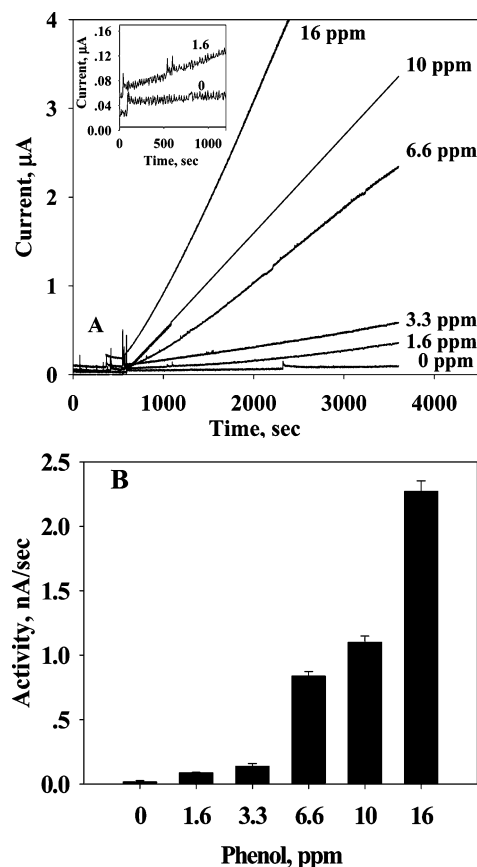 4
3
2
1
0
Current, µA
.16
.12
.08
.04
.00
Current, µA
1.6
0
0
500
1000
Time, sec
16 ppm
10 ppm
6.6 ppm
3.3 ppm
1.6 ppm
0 ppm
A
0
1000
2000
3000
4000
Time, sec
B
2.5
2.0
1.5
1.0
.5
0.0
Activity, nA/sec
0
1.6
3.3
6.6
10
16
Phenol, ppm